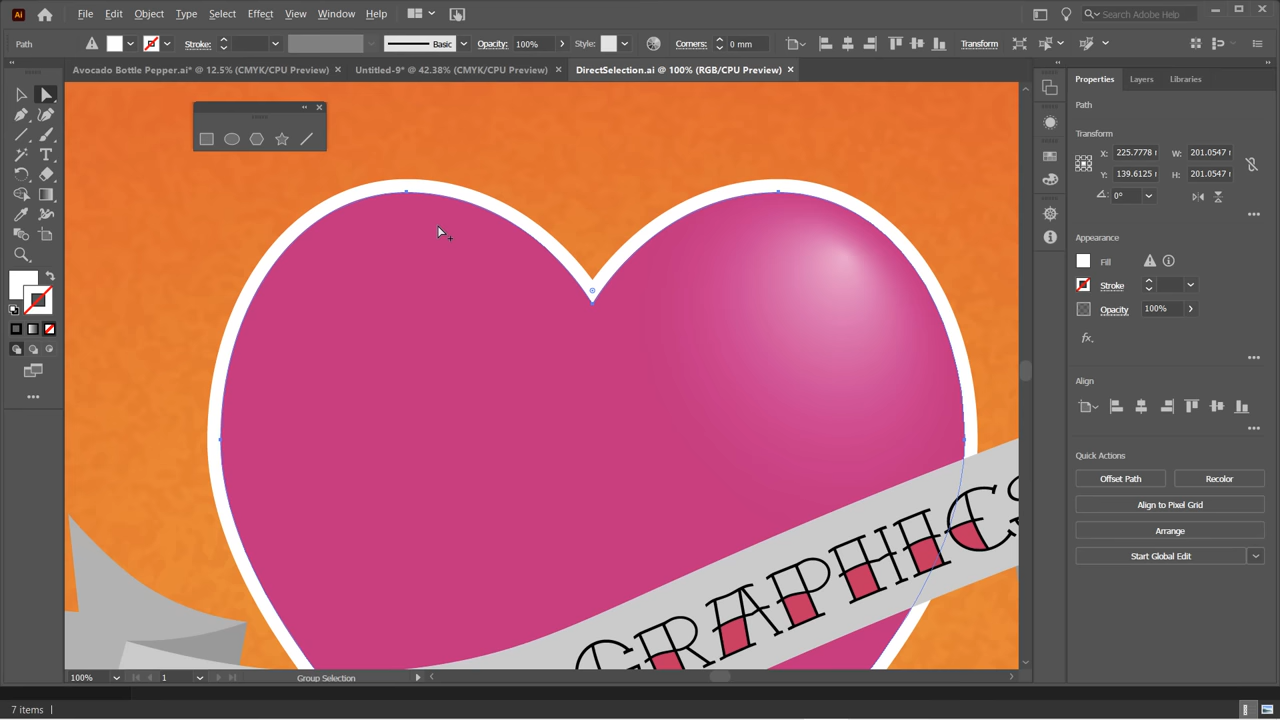 Ai File Edit Object Type Select Effect View Window Help Search Adobe Help
Path Stroke: Basic Opacity: 100% Style: Corners: 0 mm Transform
Avocado Bottle Pepper.ai* @ 12.5% (CMYK/CPU Preview) Untitled-9* @ 42.38% (CMYK/CPU Preview) DirectSelection.ai @ 100% (RGB/CPU Preview)
Properties Layers Libraries
Path
Transform
X: 225.7778 W: 201.0547
Y: 139.6125 H: 201.0547
0°
Appearance
Fill
Stroke
Opacity 100%
fx
Align
Quick Actions
Offset Path Recolor
Align to Pixel Grid
Arrange
Start Global Edit
GRAPHICS
100% 1 Group Selection
7 items